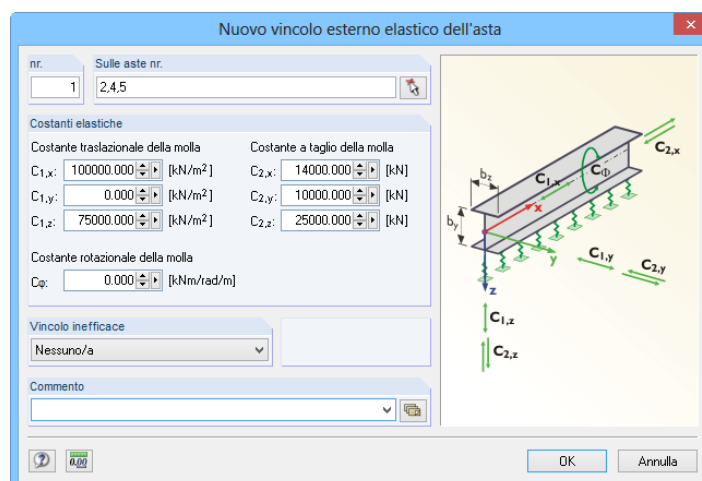 Nuovo vincolo esterno elastico dell'asta
nr.
1
Sulle aste nr.
2,4,5
Costanti elastiche
Costante traslazionale della molla
C1,x: 100000.000 [kN/m2]
C1,y: 0.000 [kN/m2]
C1,z: 75000.000 [kN/m2]
Costante a taglio della molla
C2,x: 14000.000 [kN]
C2,y: 10000.000 [kN]
C2,z: 25000.000 [kN]
Costante rotazionale della molla
Cφ: 0.000 [kNm/rad/m]
Vincolo inefficace
Nessuno/a
Commento
0.00
OK
Annulla
C2,x
bz
C1,x
CΦ
x
by
y
C1,y
C2,y
z
C1,z
C2,z